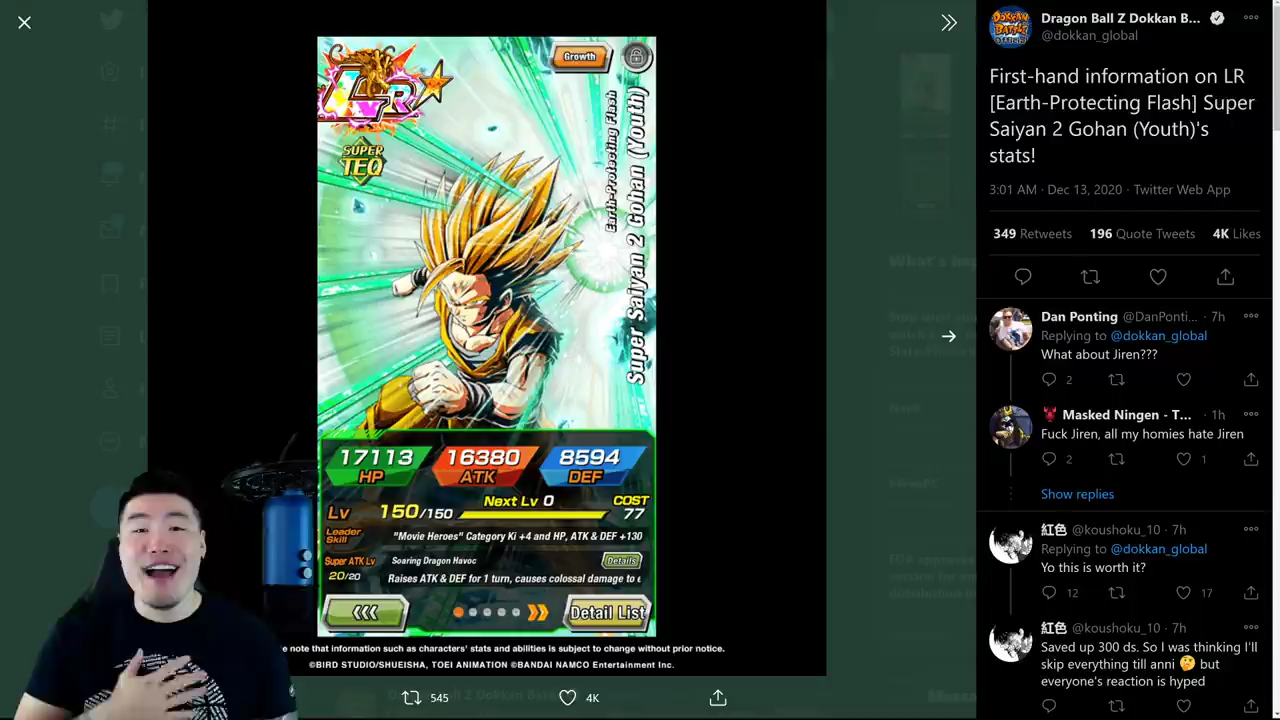 Growth
LR
SUPER
TEQ
Earth-Protecting Flash
Super Saiyan 2 Gohan (Youth)
17113
HP
16380
ATK
8594
DEF
Next Lv 0
COST
Lv 150/150
77
Leader
Skill
"Movie Heroes" Category Ki +4 and HP, ATK & DEF +130
Super ATK Lv
20/20
Soaring Dragon Havoc
Details
Raises ATK & DEF for 1 turn, causes colossal damage to e
Detail List
e note that information such as characters' stats and abilities is subject to change without prior notice.
©BIRD STUDIO/SHUEISHA, TOEI ANIMATION ©BANDAI NAMCO Entertainment Inc.
545
4K
Dragon Ball Z Dokkan B...
@dokkan_global
First-hand information on LR
[Earth-Protecting Flash] Super
Saiyan 2 Gohan (Youth)'s
stats!
3:01 AM · Dec 13, 2020 · Twitter Web App
349 Retweets 196 Quote Tweets 4K Likes
Dan Ponting @DanPonti... · 7h
Replying to @dokkan_global
What about Jiren???
2
Masked Ningen - T... · 1h
Fuck Jiren, all my homies hate Jiren
2 1
Show replies
紅色 @koushoku_10 · 7h
Replying to @dokkan_global
Yo this is worth it?
12 17
紅色 @koushoku_10 · 7h
Saved up 300 ds. So I was thinking I'll
skip everything till anni 🤔 but
everyone's reaction is hyped